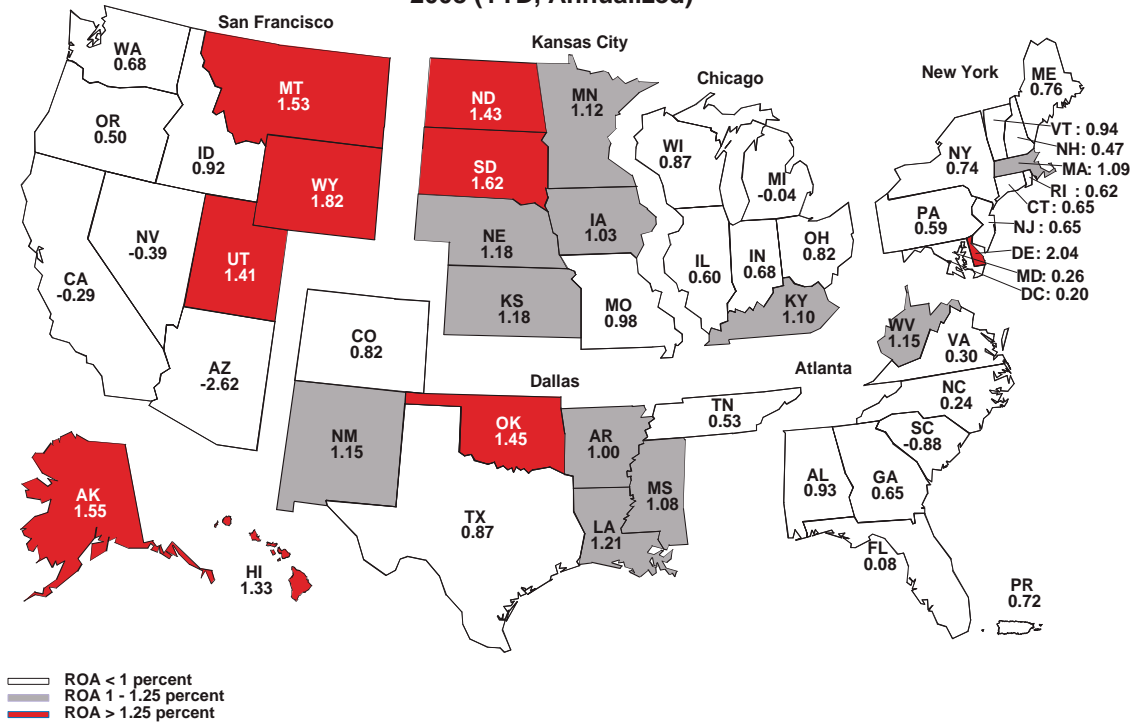 2008 (YTD, Annualized)
San Francisco
Kansas City
Chicago
New York
WA
0.68
OR
0.50
ID
0.92
MT
1.53
WY
1.82
UT
1.41
NV
-0.39
CA
-0.29
AZ
-2.62
AK
1.55
HI
1.33
ND
1.43
SD
1.62
MN
1.12
IA
1.03
NE
1.18
KS
1.18
MO
0.98
WI
0.87
MI
-0.04
IL
0.60
IN
0.68
OH
0.82
KY
1.10
ME
0.76
VT : 0.94
NH: 0.47
MA: 1.09
RI : 0.62
CT: 0.65
NJ : 0.65
DE: 2.04
MD: 0.26
DC: 0.20
NY
0.74
PA
0.59
Dallas
CO
0.82
NM
1.15
OK
1.45
TX
0.87
AR
1.00
LA
1.21
MS
1.08
TN
0.53
Atlanta
WV
1.15
VA
0.30
NC
0.24
SC
-0.88
AL
0.93
GA
0.65
FL
0.08
PR
0.72
ROA < 1 percent
ROA 1 - 1.25 percent
ROA > 1.25 percent